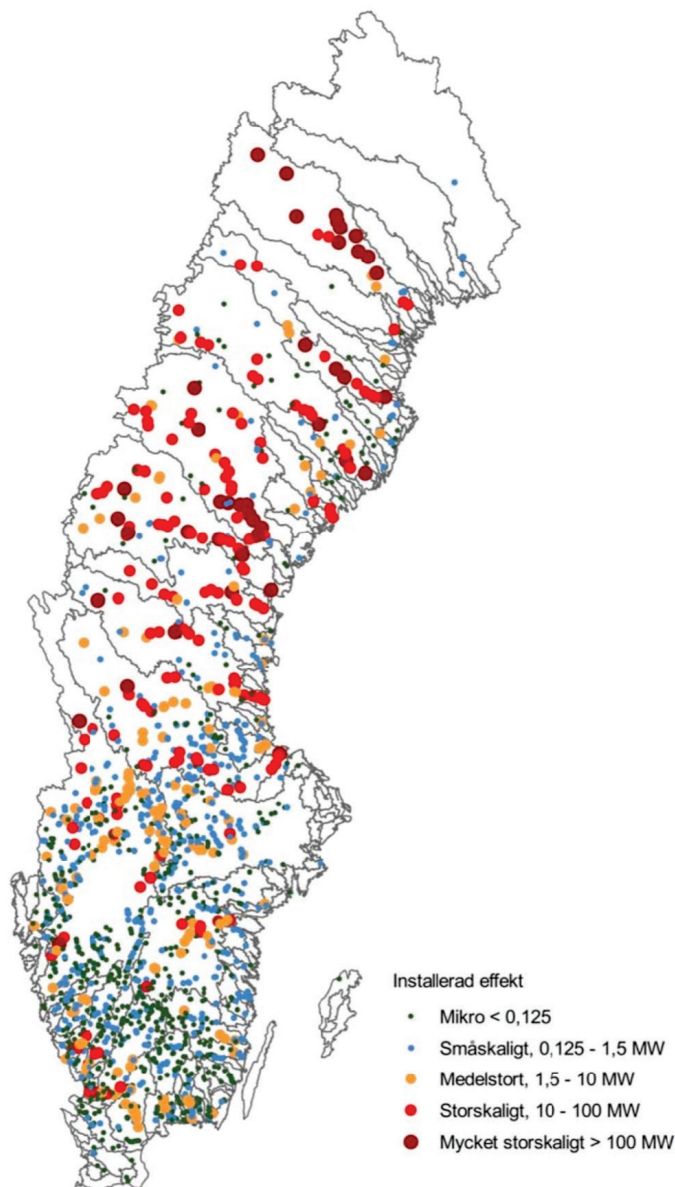 Installerad effekt
Mikro < 0,125
Småskaligt, 0,125 - 1,5 MW
Medelstort, 1,5 - 10 MW
Storskaligt, 10 - 100 MW
Mycket storskaligt > 100 MW